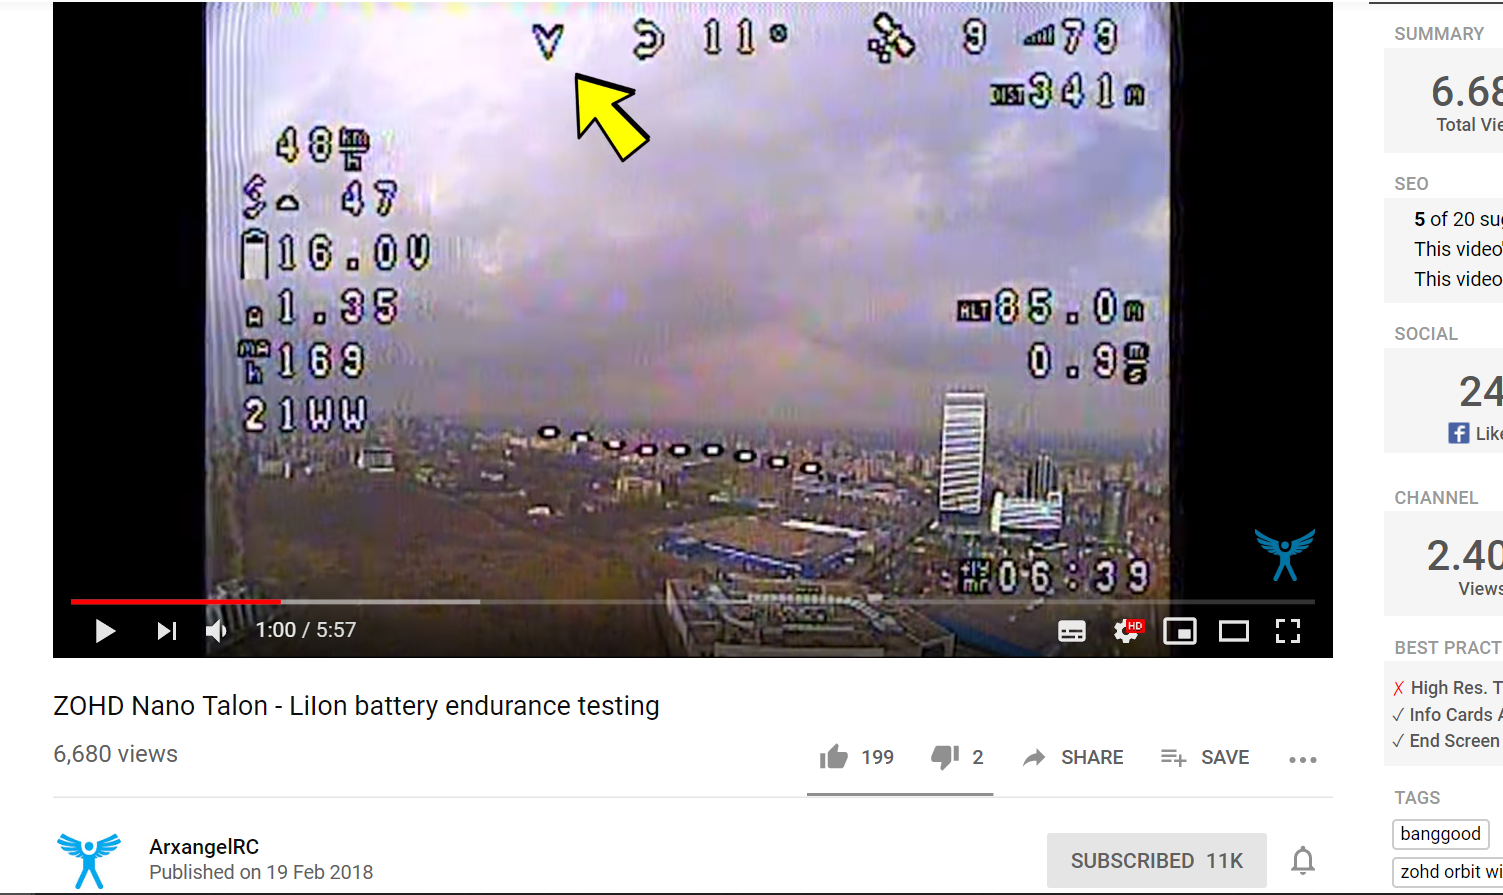 11°
9
79
DIST 341m
48 km/h
47
16.0V
A 1.35
mAh 169
21WW
ALT 85.0m
0.9 m/s
fly mn 06:39
1:00 / 5:57
HD
ZOHD Nano Talon - LiIon battery endurance testing
6,680 views
199
2
SHARE
SAVE
ArxangelRC
Published on 19 Feb 2018
SUBSCRIBED 11K
SUMMARY
6.68
Total Vie
SEO
5 of 20 sug
This video'
This video
SOCIAL
24
f Like
CHANNEL
2.40
Views
BEST PRACT
✗ High Res. T
✓ Info Cards A
✓ End Screen
TAGS
banggood
zohd orbit wi